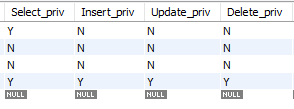 Select_priv Insert_priv Update_priv Delete_priv
Y N N N
N N N N
N N N N
Y Y Y Y
NULL NULL NULL NULL